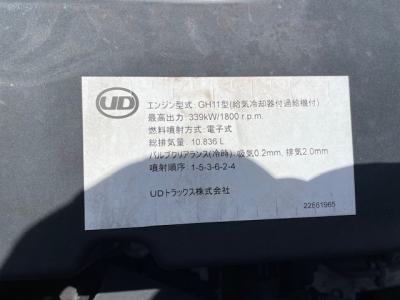 UD
エンジン型式:GH11型(給気冷却器付過給機付)
最高出力:339kW/1800 r.p.m.
燃料噴射方式:電子式
総排気量:10.836 L
バルブクリアランス(冷時):吸気0.2mm, 排気2.0mm
噴射順序:1-5-3-6-2-4
UDトラックス株式会社
22661965